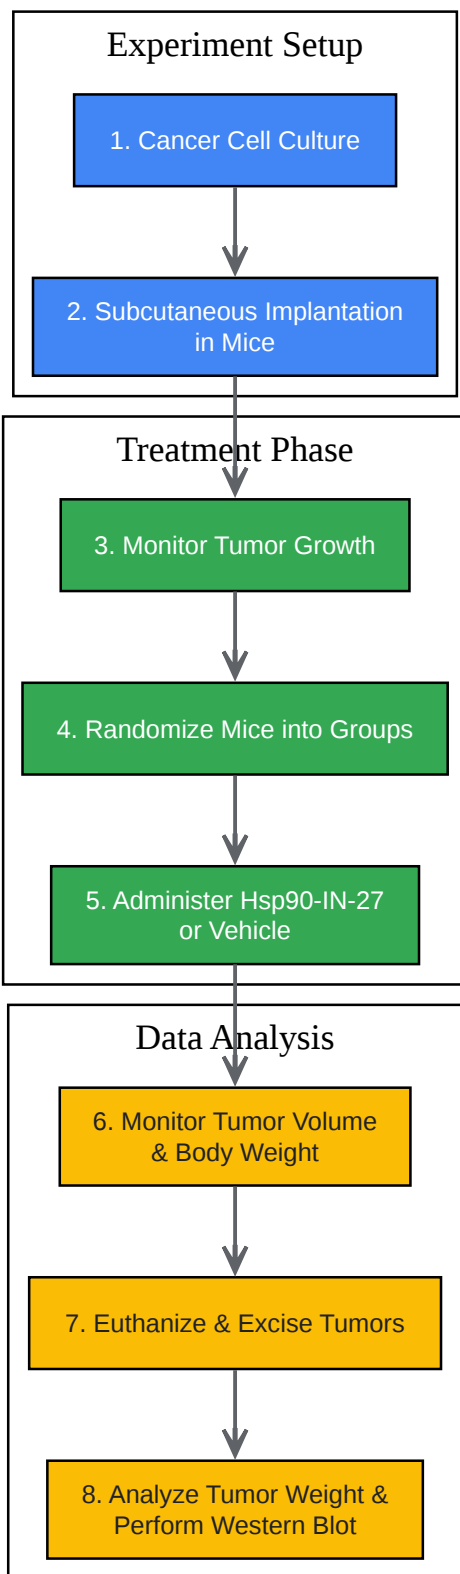 Experiment Setup
1. Cancer Cell Culture
2. Subcutaneous Implantation
in Mice
Treatment Phase
3. Monitor Tumor Growth
4. Randomize Mice into Groups
5. Administer Hsp90-IN-27
or Vehicle
Data Analysis
6. Monitor Tumor Volume
& Body Weight
7. Euthanize & Excise Tumors
8. Analyze Tumor Weight &
Perform Western Blot